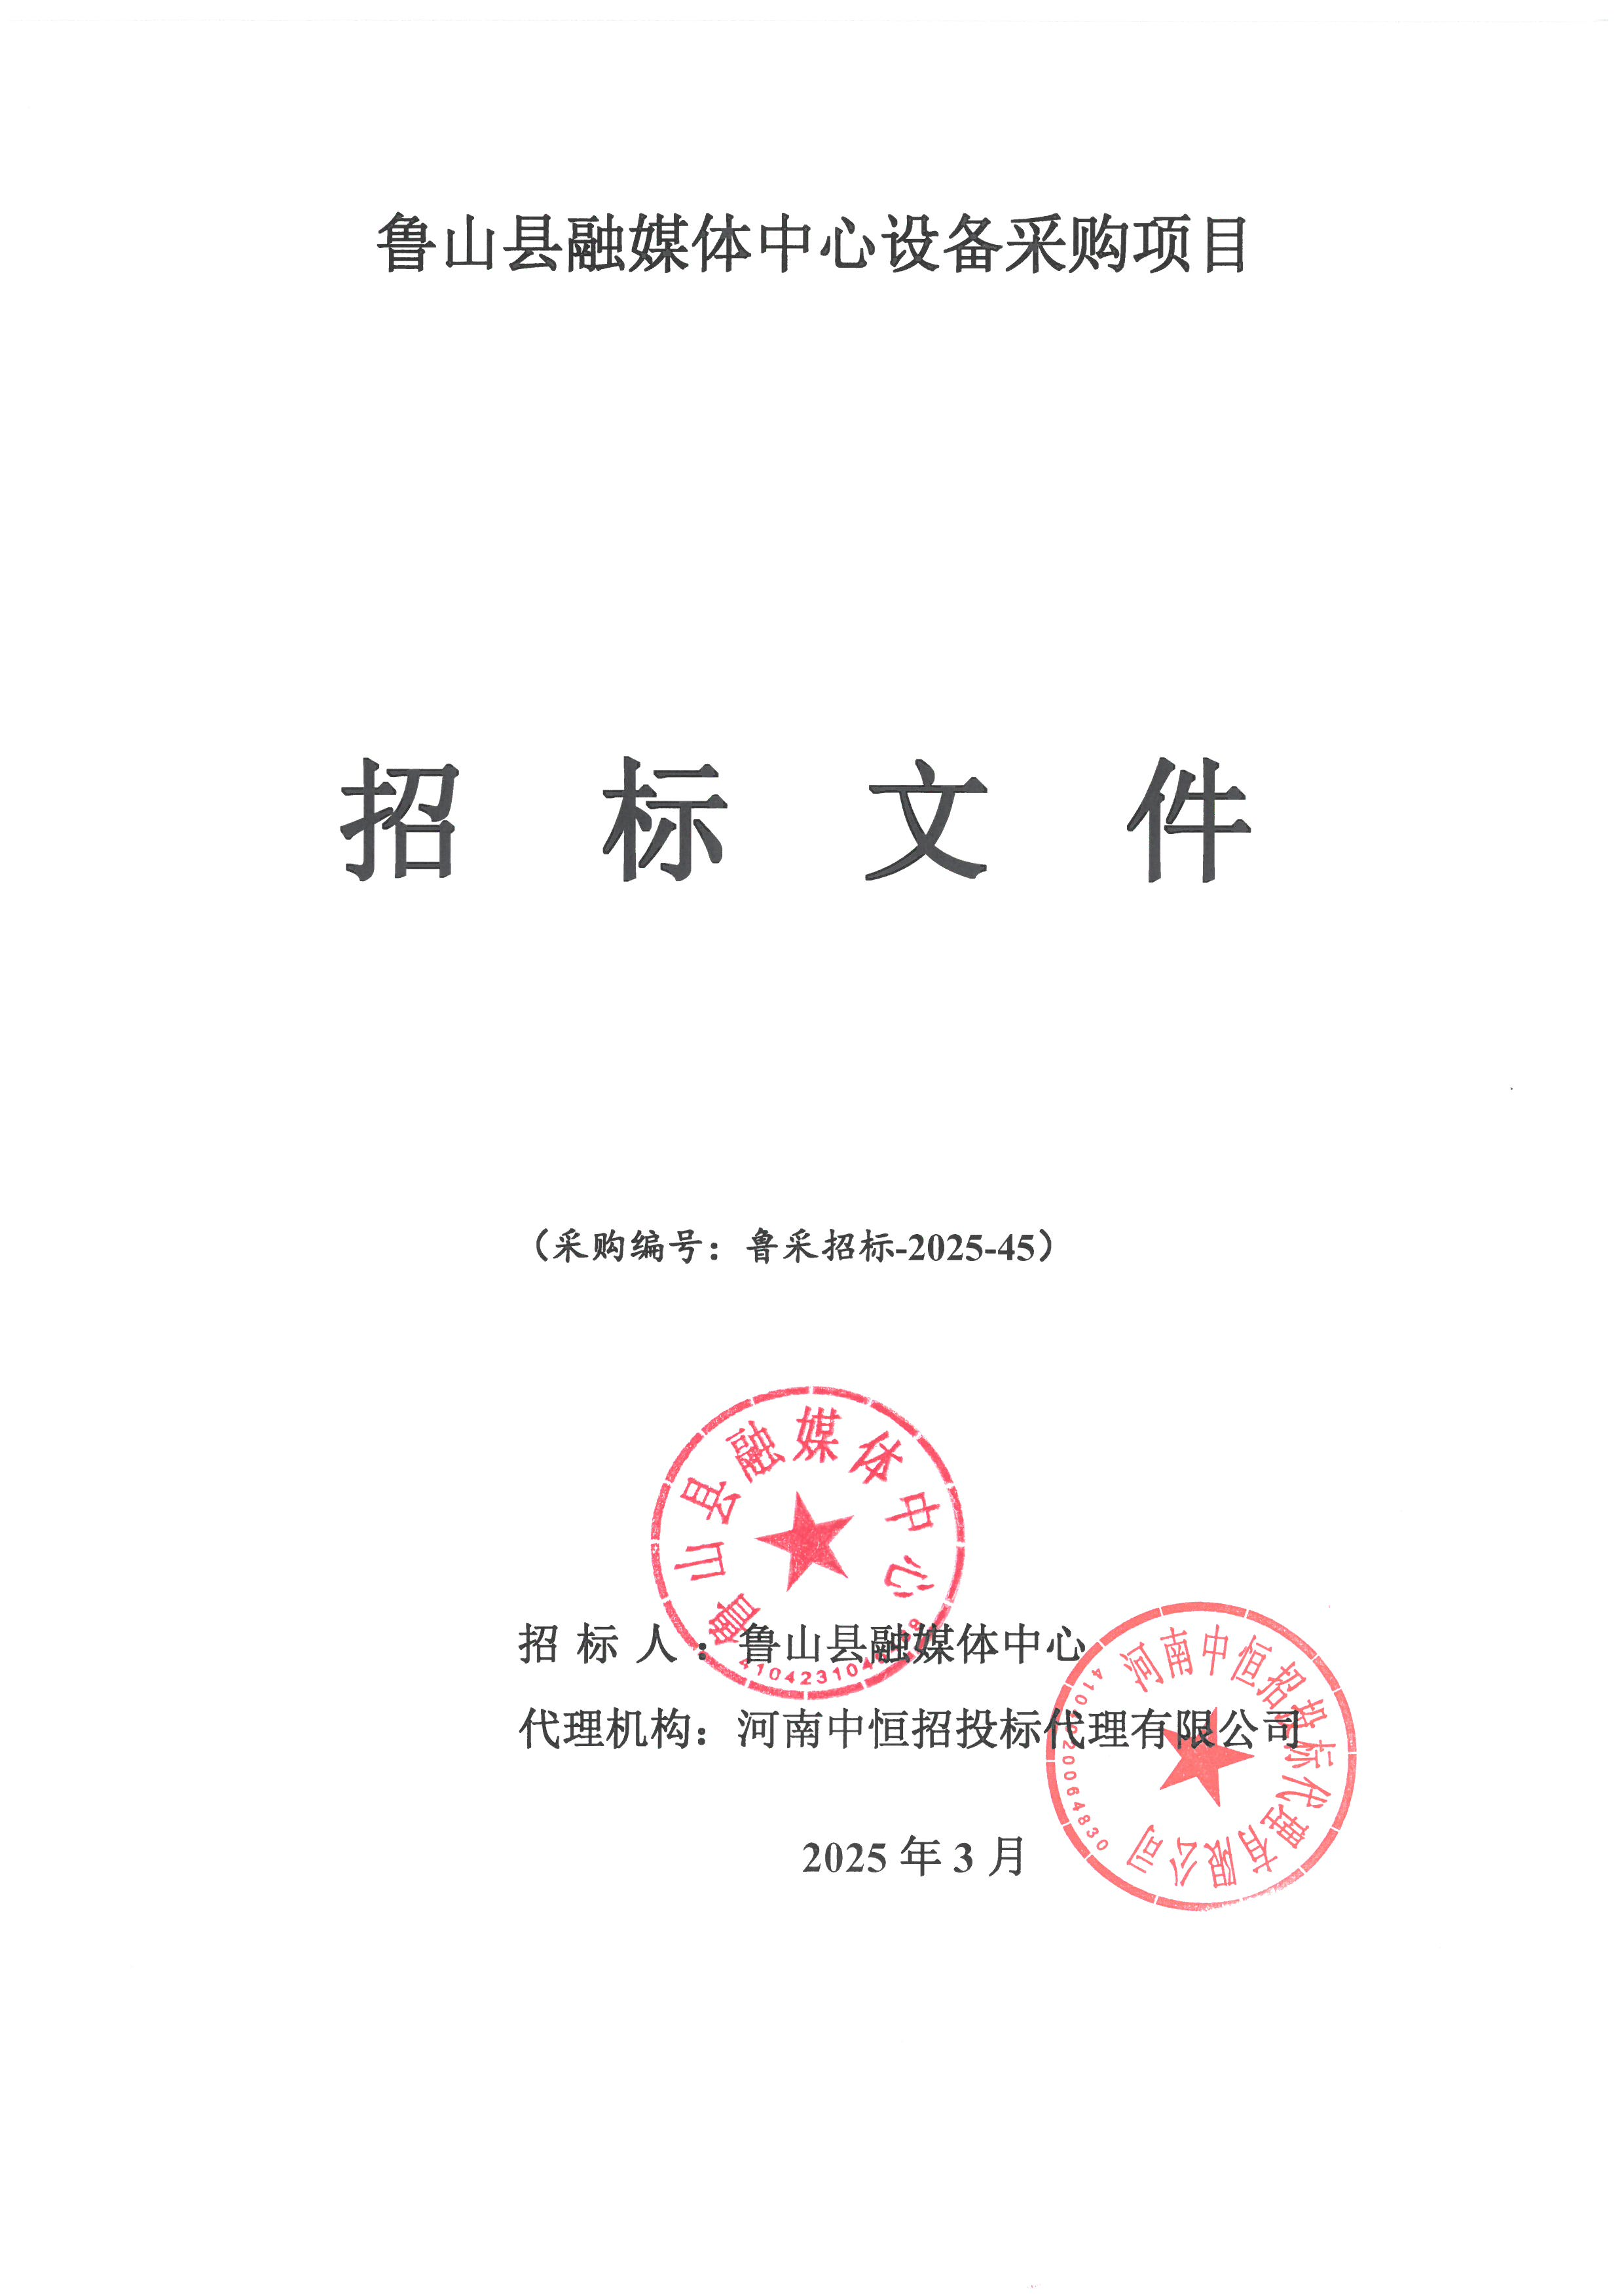 鲁山县融媒体中心设备采购项目
招 标 文 件
（采购编号：鲁采招标-2025-45）
鲁山县融媒体中心
招 标 人 ：鲁山县融媒体中心
代理机构：河南中恒招投标代理有限公司
河南中恒招投标代理有限公司
2025 年 3 月